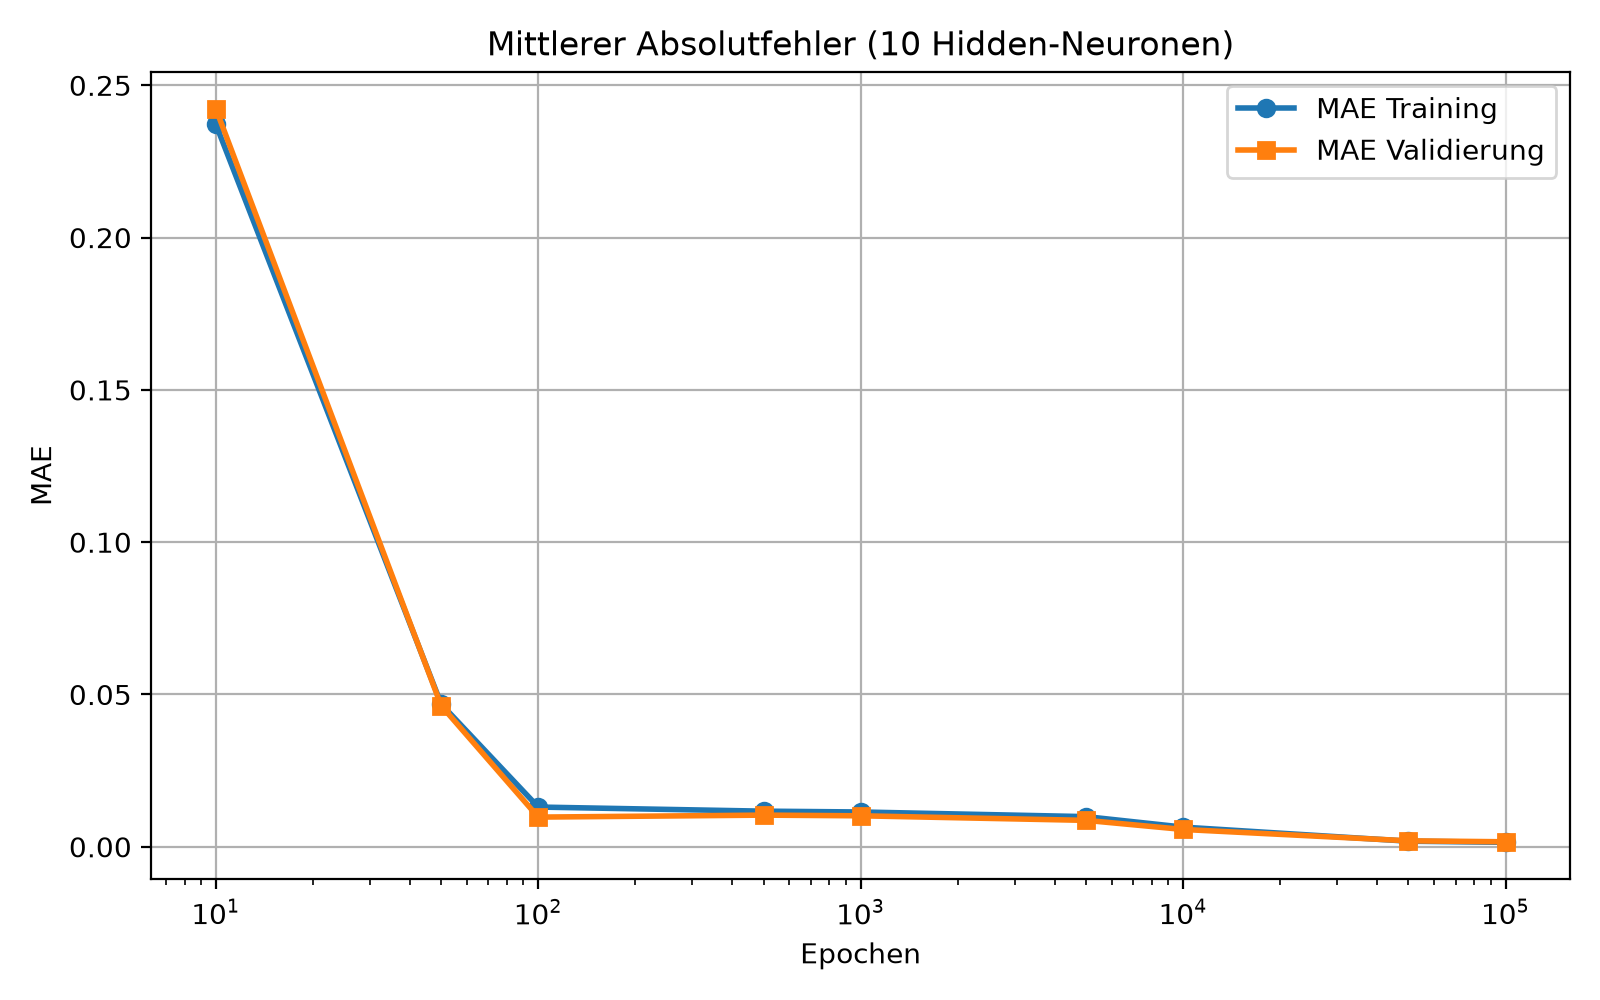 Mittlerer Absolutfehler (10 Hidden-Neuronen)
MAE Training
MAE Validierung
0.25
0.20
0.15
0.10
0.05
0.00
MAE
10¹ 10² 10³ 10⁴ 10⁵
Epochen